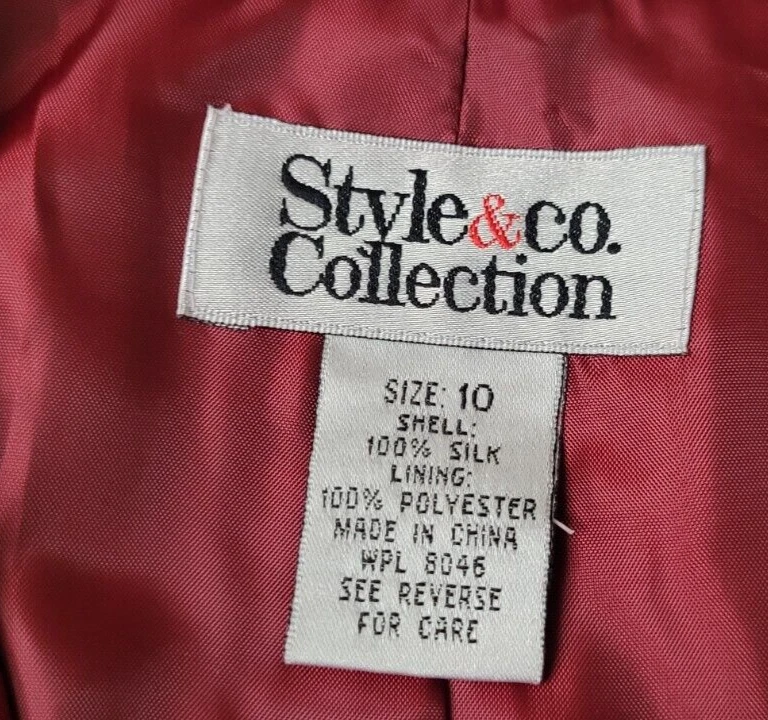 Style&co.
Collection
SIZE: 10
SHELL:
100% SILK
LINING:
100% POLYESTER
MADE IN CHINA
WPL 8046
SEE REVERSE
FOR CARE